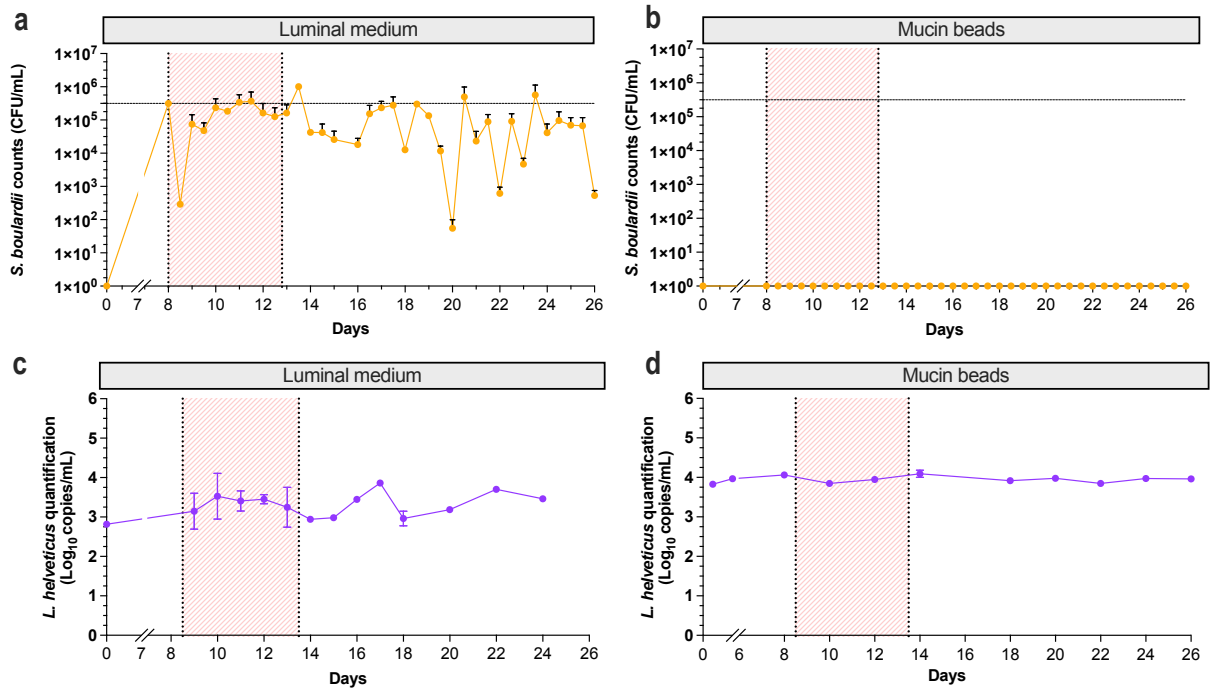 a
Luminal medium
S. boulardii counts (CFU/mL)
1×10⁷
1×10⁶
1×10⁵
1×10⁴
1×10³
1×10²
1×10¹
1×10⁰
0 7 8 10 12 14 16 18 20 22 24 26
Days
b
Mucin beads
S. boulardii counts (CFU/mL)
1×10⁷
1×10⁶
1×10⁵
1×10⁴
1×10³
1×10²
1×10¹
1×10⁰
0 7 8 10 12 14 16 18 20 22 24 26
Days
c
Luminal medium
L. helveticus quantification
(Log₁₀ copies/mL)
6
5
4
3
2
1
0
0 7 8 10 12 14 16 18 20 22 24 26
Days
d
Mucin beads
L. helveticus quantification
(Log₁₀ copies/mL)
6
5
4
3
2
1
0
0 6 8 10 12 14 16 18 20 22 24 26
Days